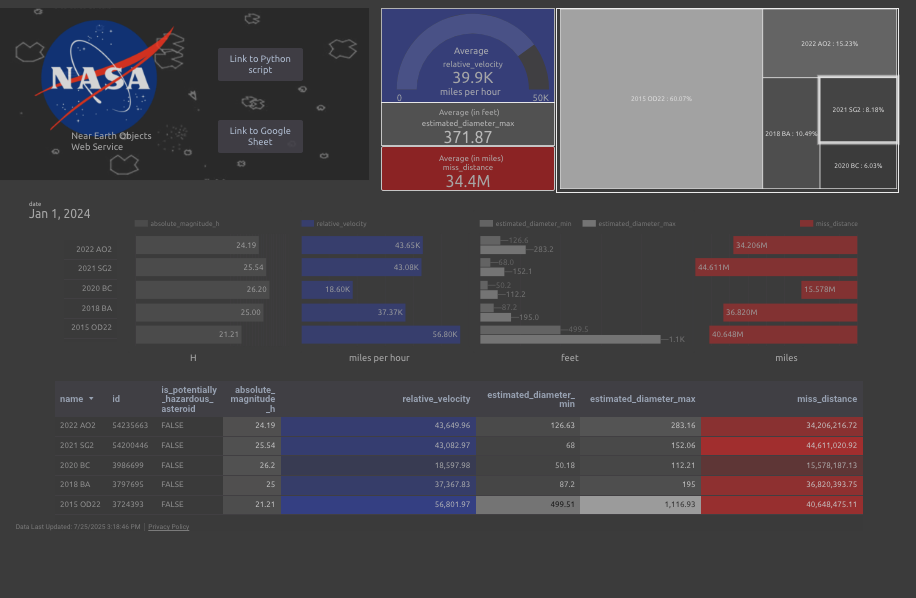 NASA
Near Earth Objects
Web Service
Link to Python
script
Link to Google
Sheet
Average
relative_velocity
39.9K
miles per hour
0
50K
Average (in feet)
estimated_diameter_max
371.87
Average (in miles)
miss_distance
34.4M
2015 OD22 : 60.07%
2022 AO2 : 15.23%
2018 BA : 10.49%
2021 SG2 : 8.18%
2020 BC : 6.03%
date
Jan 1, 2024
absolute_magnitude_h
relative_velocity
estimated_diameter_min
estimated_diameter_max
miss_distance
2022 AO2 24.19 43.65K 126.6 283.2 34.206M
2021 SG2 25.54 43.08K 68.0 152.1 44.611M
2020 BC 26.20 18.60K 50.2 112.2 15.578M
2018 BA 25.00 37.37K 87.2 195.0 36.820M
2015 OD22 21.21 56.80K 499.5 1.1K 40.648M
H miles per hour feet miles
name id is_potentially_hazardous_asteroid absolute_magnitude_h relative_velocity estimated_diameter_min estimated_diameter_max miss_distance
2022 AO2 54235663 FALSE 24.19 43,649.96 126.63 283.16 34,206,216.72
2021 SG2 54200446 FALSE 25.54 43,082.97 68 152.06 44,611,020.92
2020 BC 3986699 FALSE 26.2 18,597.98 50.18 112.21 15,578,187.13
2018 BA 3797695 FALSE 25 37,367.83 87.2 195 36,820,393.75
2015 OD22 3724393 FALSE 21.21 56,801.97 499.51 1,116.93 40,648,475.11
Data Last Updated: 7/25/2025 3:18:46 PM | Privacy Policy